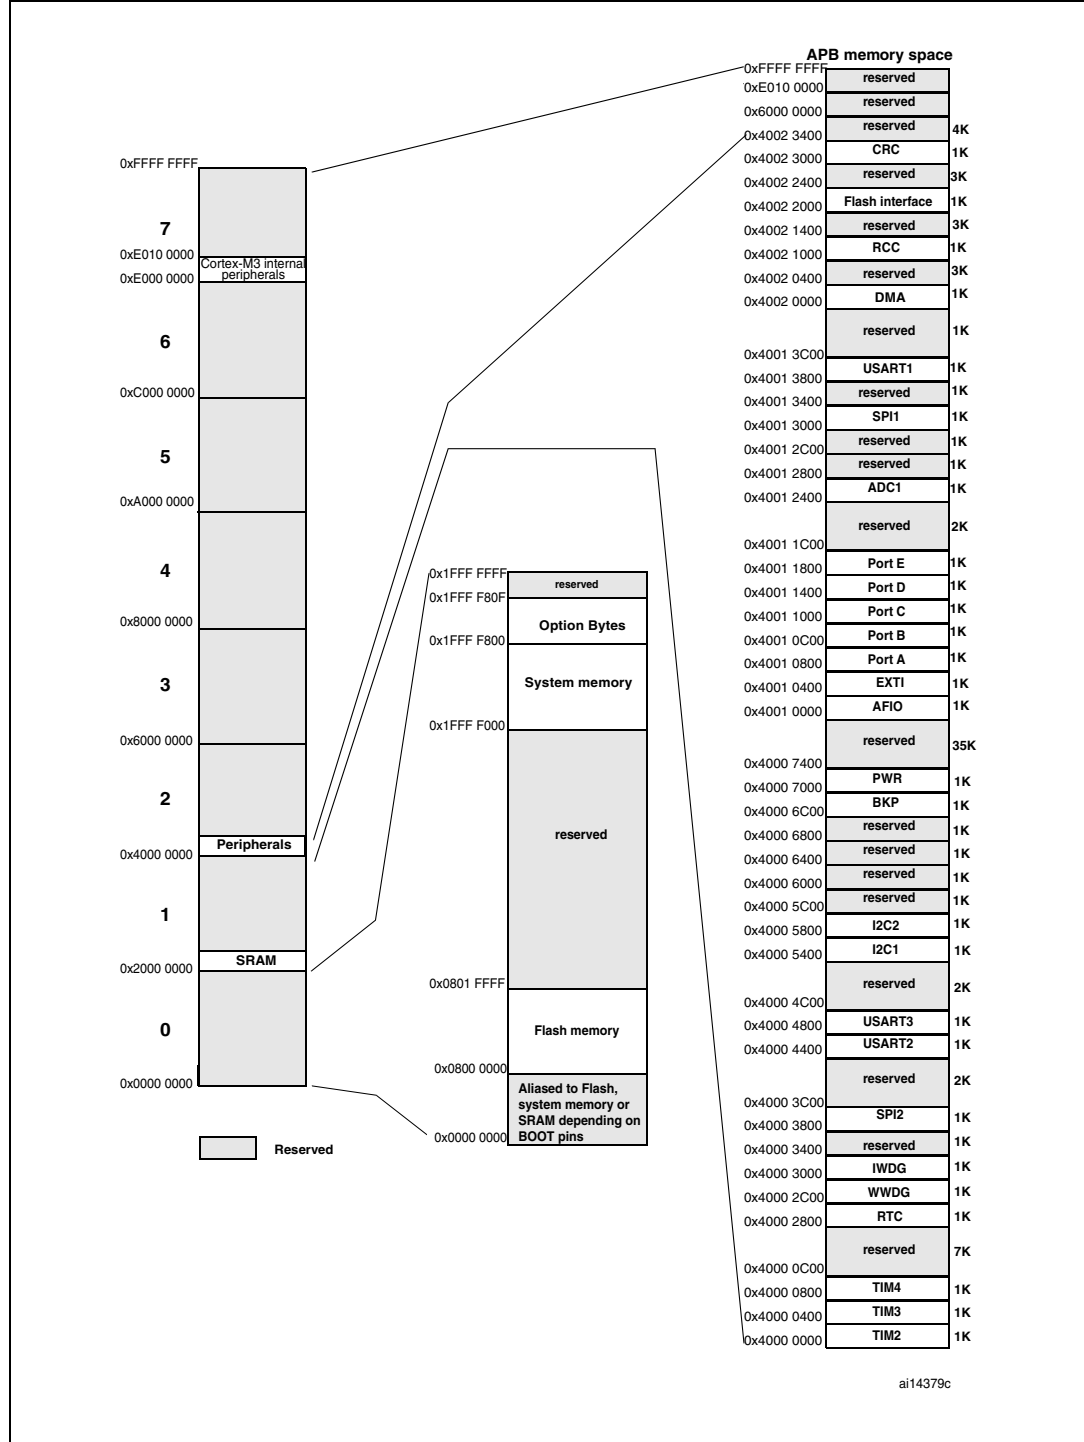 0xFFFF FFFF
7
0xE010 0000
Cortex-M3 internal
peripherals
0xE000 0000
6
0xC000 0000
5
0xA000 0000
4
0x8000 0000
3
0x6000 0000
2
Peripherals
0x4000 0000
1
SRAM
0x2000 0000
0
0x0000 0000
Reserved
0x1FFF FFFF
reserved
0x1FFF F80F
Option Bytes
0x1FFF F800
System memory
0x1FFF F000
reserved
0x0801 FFFF
Flash memory
0x0800 0000
Aliased to Flash,
system memory or
SRAM depending on
BOOT pins
0x0000 0000
APB memory space
0xFFFF FFFF
reserved
0xE010 0000
reserved
0x6000 0000
reserved 4K
0x4002 3400
CRC 1K
0x4002 3000
reserved 3K
0x4002 2400
Flash interface 1K
0x4002 2000
reserved 3K
0x4002 1400
RCC 1K
0x4002 1000
reserved 3K
0x4002 0400
DMA 1K
0x4002 0000
reserved 1K
0x4001 3C00
USART1 1K
0x4001 3800
reserved 1K
0x4001 3400
SPI1 1K
0x4001 3000
reserved 1K
0x4001 2C00
reserved 1K
0x4001 2800
ADC1 1K
0x4001 2400
reserved 2K
0x4001 1C00
Port E 1K
0x4001 1800
Port D 1K
0x4001 1400
Port C 1K
0x4001 1000
Port B 1K
0x4001 0C00
Port A 1K
0x4001 0800
EXTI 1K
0x4001 0400
AFIO 1K
0x4001 0000
reserved 35K
0x4000 7400
PWR 1K
0x4000 7000
BKP 1K
0x4000 6C00
reserved 1K
0x4000 6800
reserved 1K
0x4000 6400
reserved 1K
0x4000 6000
reserved 1K
0x4000 5C00
I2C2 1K
0x4000 5800
I2C1 1K
0x4000 5400
reserved 2K
0x4000 4C00
USART3 1K
0x4000 4800
USART2 1K
0x4000 4400
reserved 2K
0x4000 3C00
SPI2 1K
0x4000 3800
reserved 1K
0x4000 3400
IWDG 1K
0x4000 3000
WWDG 1K
0x4000 2C00
RTC 1K
0x4000 2800
reserved 7K
0x4000 0C00
TIM4 1K
0x4000 0800
TIM3 1K
0x4000 0400
TIM2 1K
0x4000 0000
ai14379c